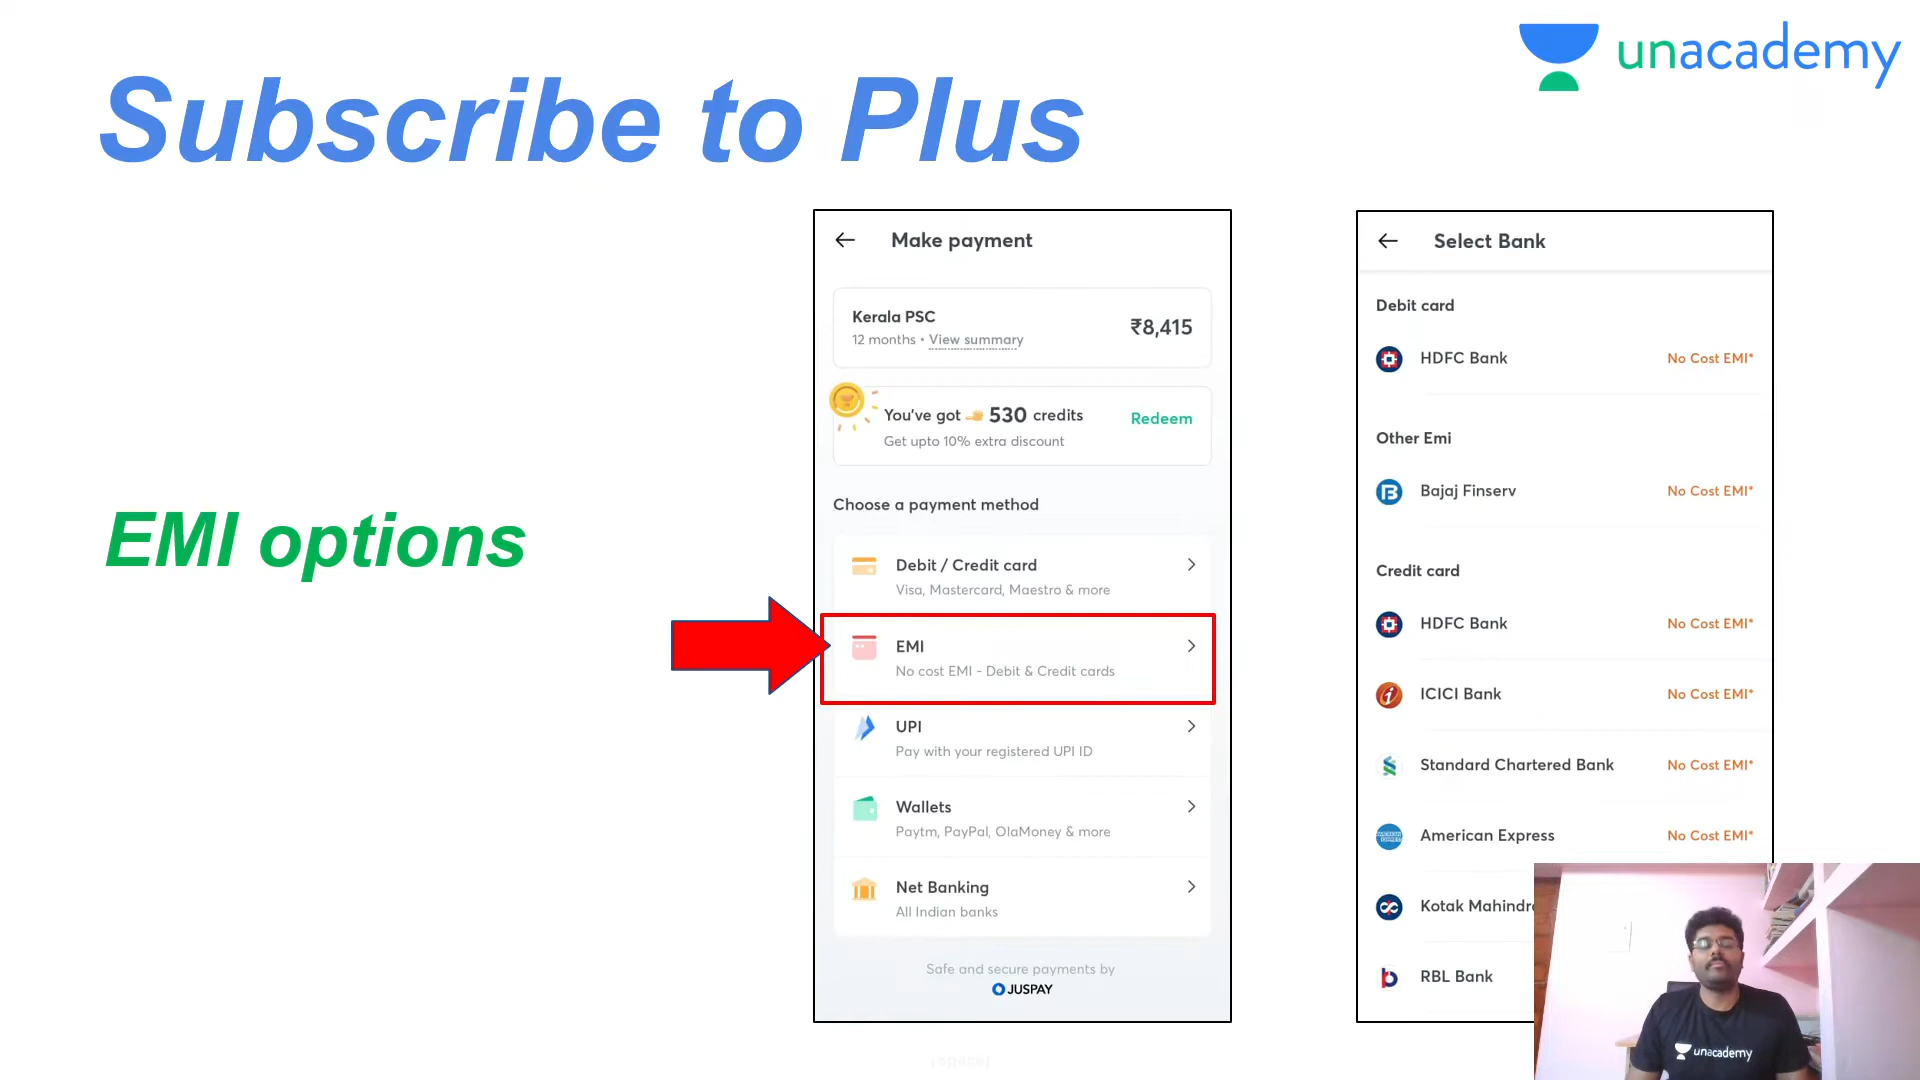 unacademy
Subscribe to Plus
EMI options
Make payment
Kerala PSC
12 months • View summary
₹8,415
You've got 530 credits
Get upto 10% extra discount
Redeem
Choose a payment method
Debit / Credit card
Visa, Mastercard, Maestro & more
EMI
No cost EMI - Debit & Credit cards
UPI
Pay with your registered UPI ID
Wallets
Paytm, PayPal, OlaMoney & more
Net Banking
All Indian banks
Safe and secure payments by
JUSPAY
Select Bank
Debit card
HDFC Bank No Cost EMI*
Other Emi
Bajaj Finserv No Cost EMI*
Credit card
HDFC Bank No Cost EMI*
ICICI Bank No Cost EMI*
Standard Chartered Bank No Cost EMI*
American Express No Cost EMI*
Kotak Mahindr
RBL Bank
unacademy